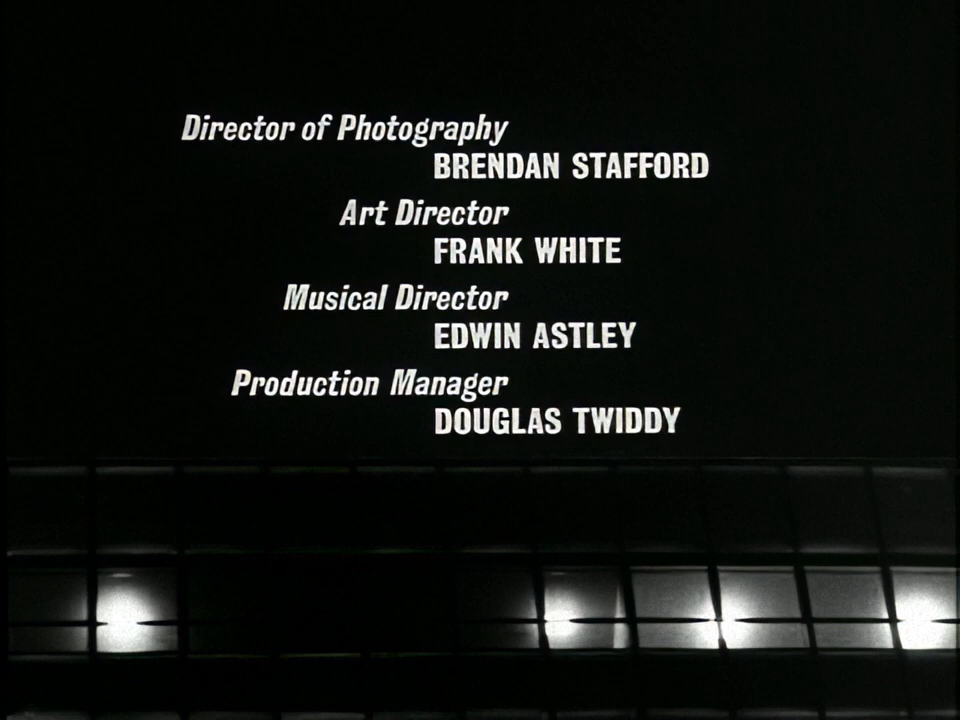 Director of Photography
BRENDAN STAFFORD
Art Director
FRANK WHITE
Musical Director
EDWIN ASTLEY
Production Manager
DOUGLAS TWIDDY